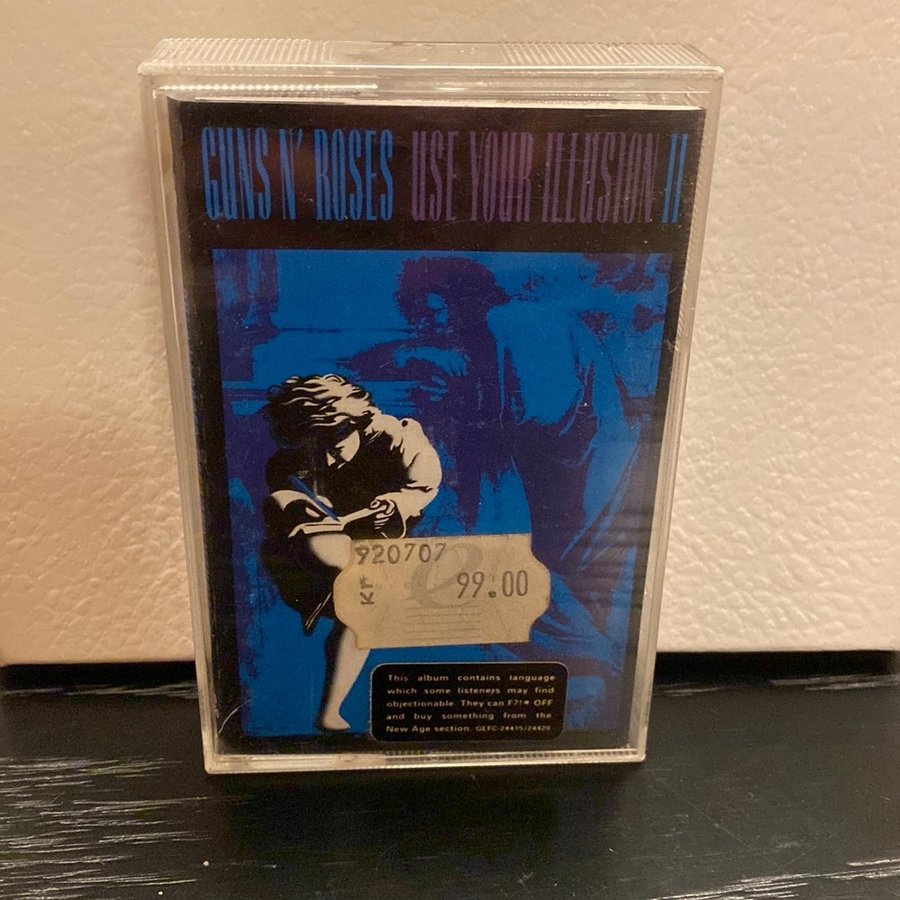 GUNS N' ROSES USE YOUR ILLUSION II
920707
Kr 99:00
This album contains language
which some listeners may find
objectionable. They can F?!* OFF
and buy something from the
New Age section. GEFC-24415/24420